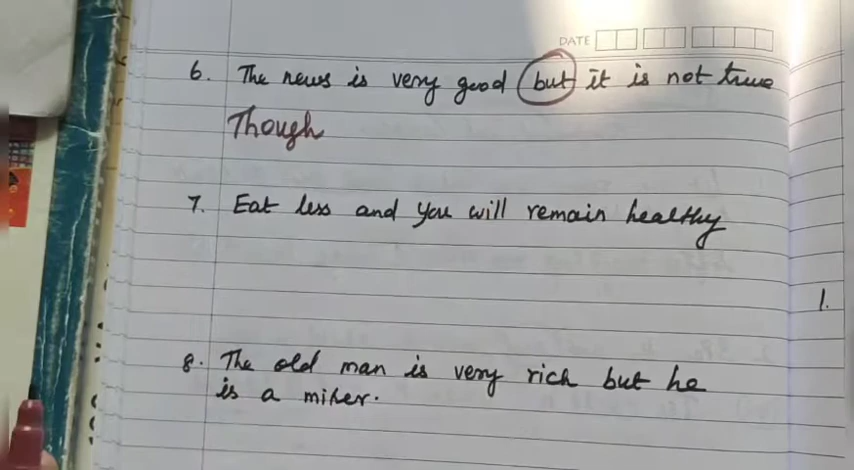 DATE
6. The news is very good but it is not true
Though
7. Eat less and you will remain healthy
1.
8. The old man is very rich but he
is a miser.